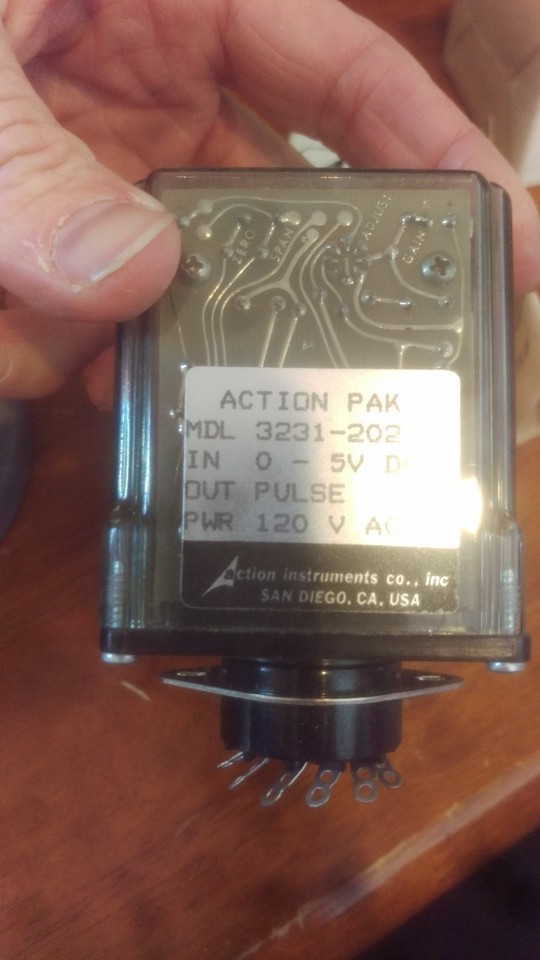 ZERO
SPAN
ADJUST
GAIN
ACTION PAK
MDL 3231-202
IN 0 - 5V DC
OUT PULSE
PWR 120 V AC
action instruments co., inc
SAN DIEGO, CA, USA